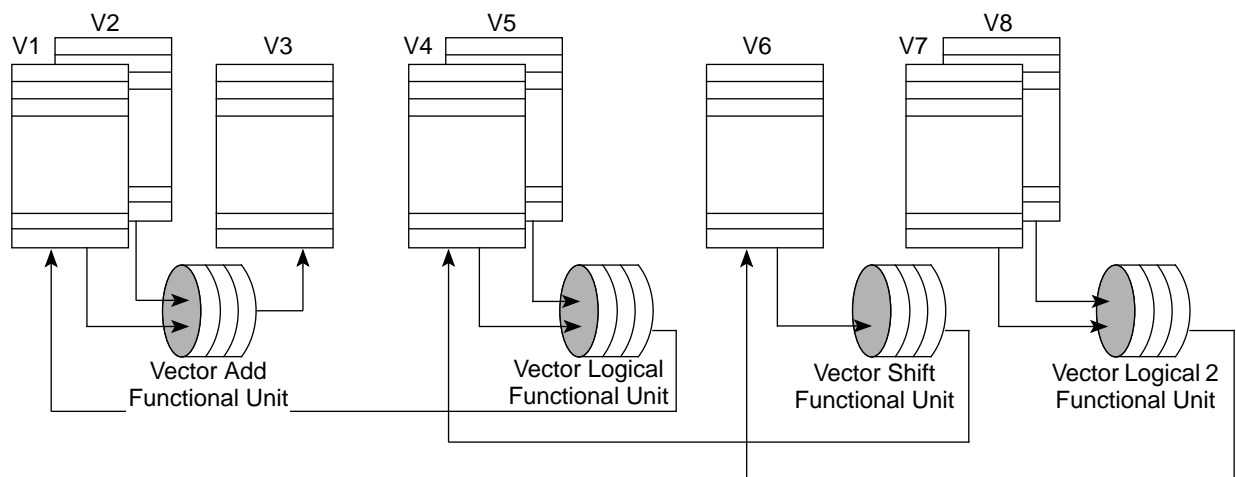 V1
V2
V3
V4
V5
V6
V7
V8
Vector Add
Functional Unit
Vector Logical
Functional Unit
Vector Shift
Functional Unit
Vector Logical 2
Functional Unit